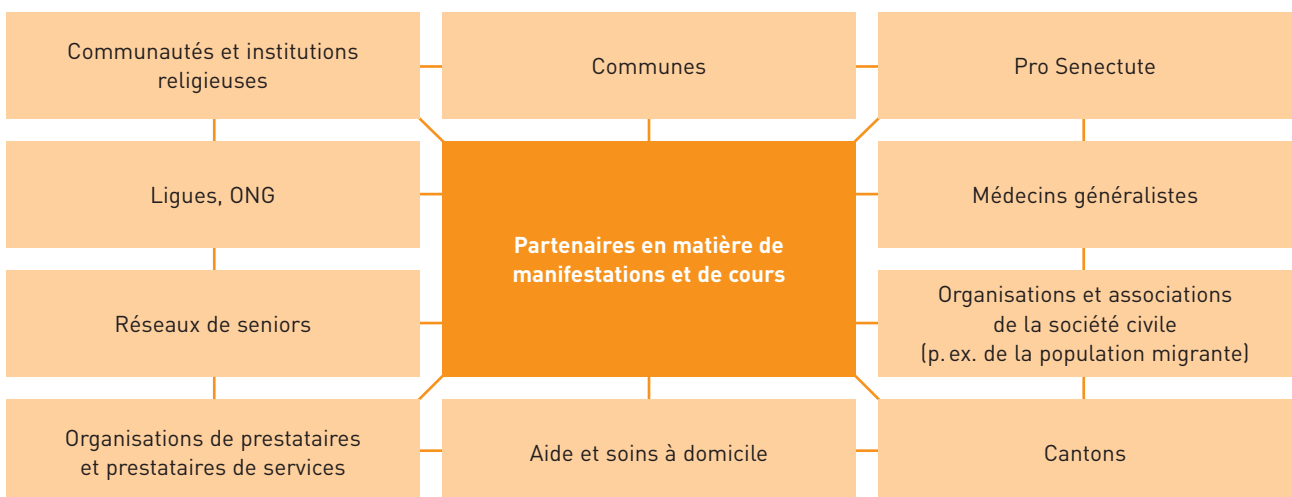 Communautés et institutions
religieuses
Communes
Pro Senectute
Ligues, ONG
Partenaires en matière de
manifestations et de cours
Médecins généralistes
Réseaux de seniors
Organisations et associations
de la société civile
(p. ex. de la population migrante)
Organisations de prestataires
et prestataires de services
Aide et soins à domicile
Cantons